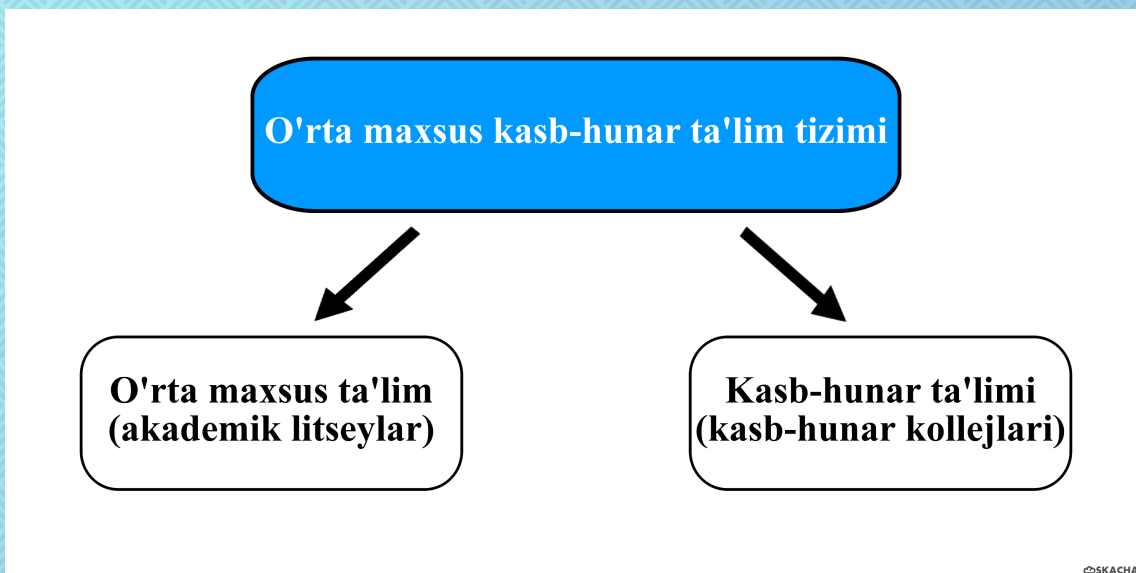 O'rta maxsus kasb-hunar ta'lim tizimi
O'rta maxsus ta'lim
(akademik litseylar)
Kasb-hunar ta'limi
(kasb-hunar kollejlari)
SKACHA